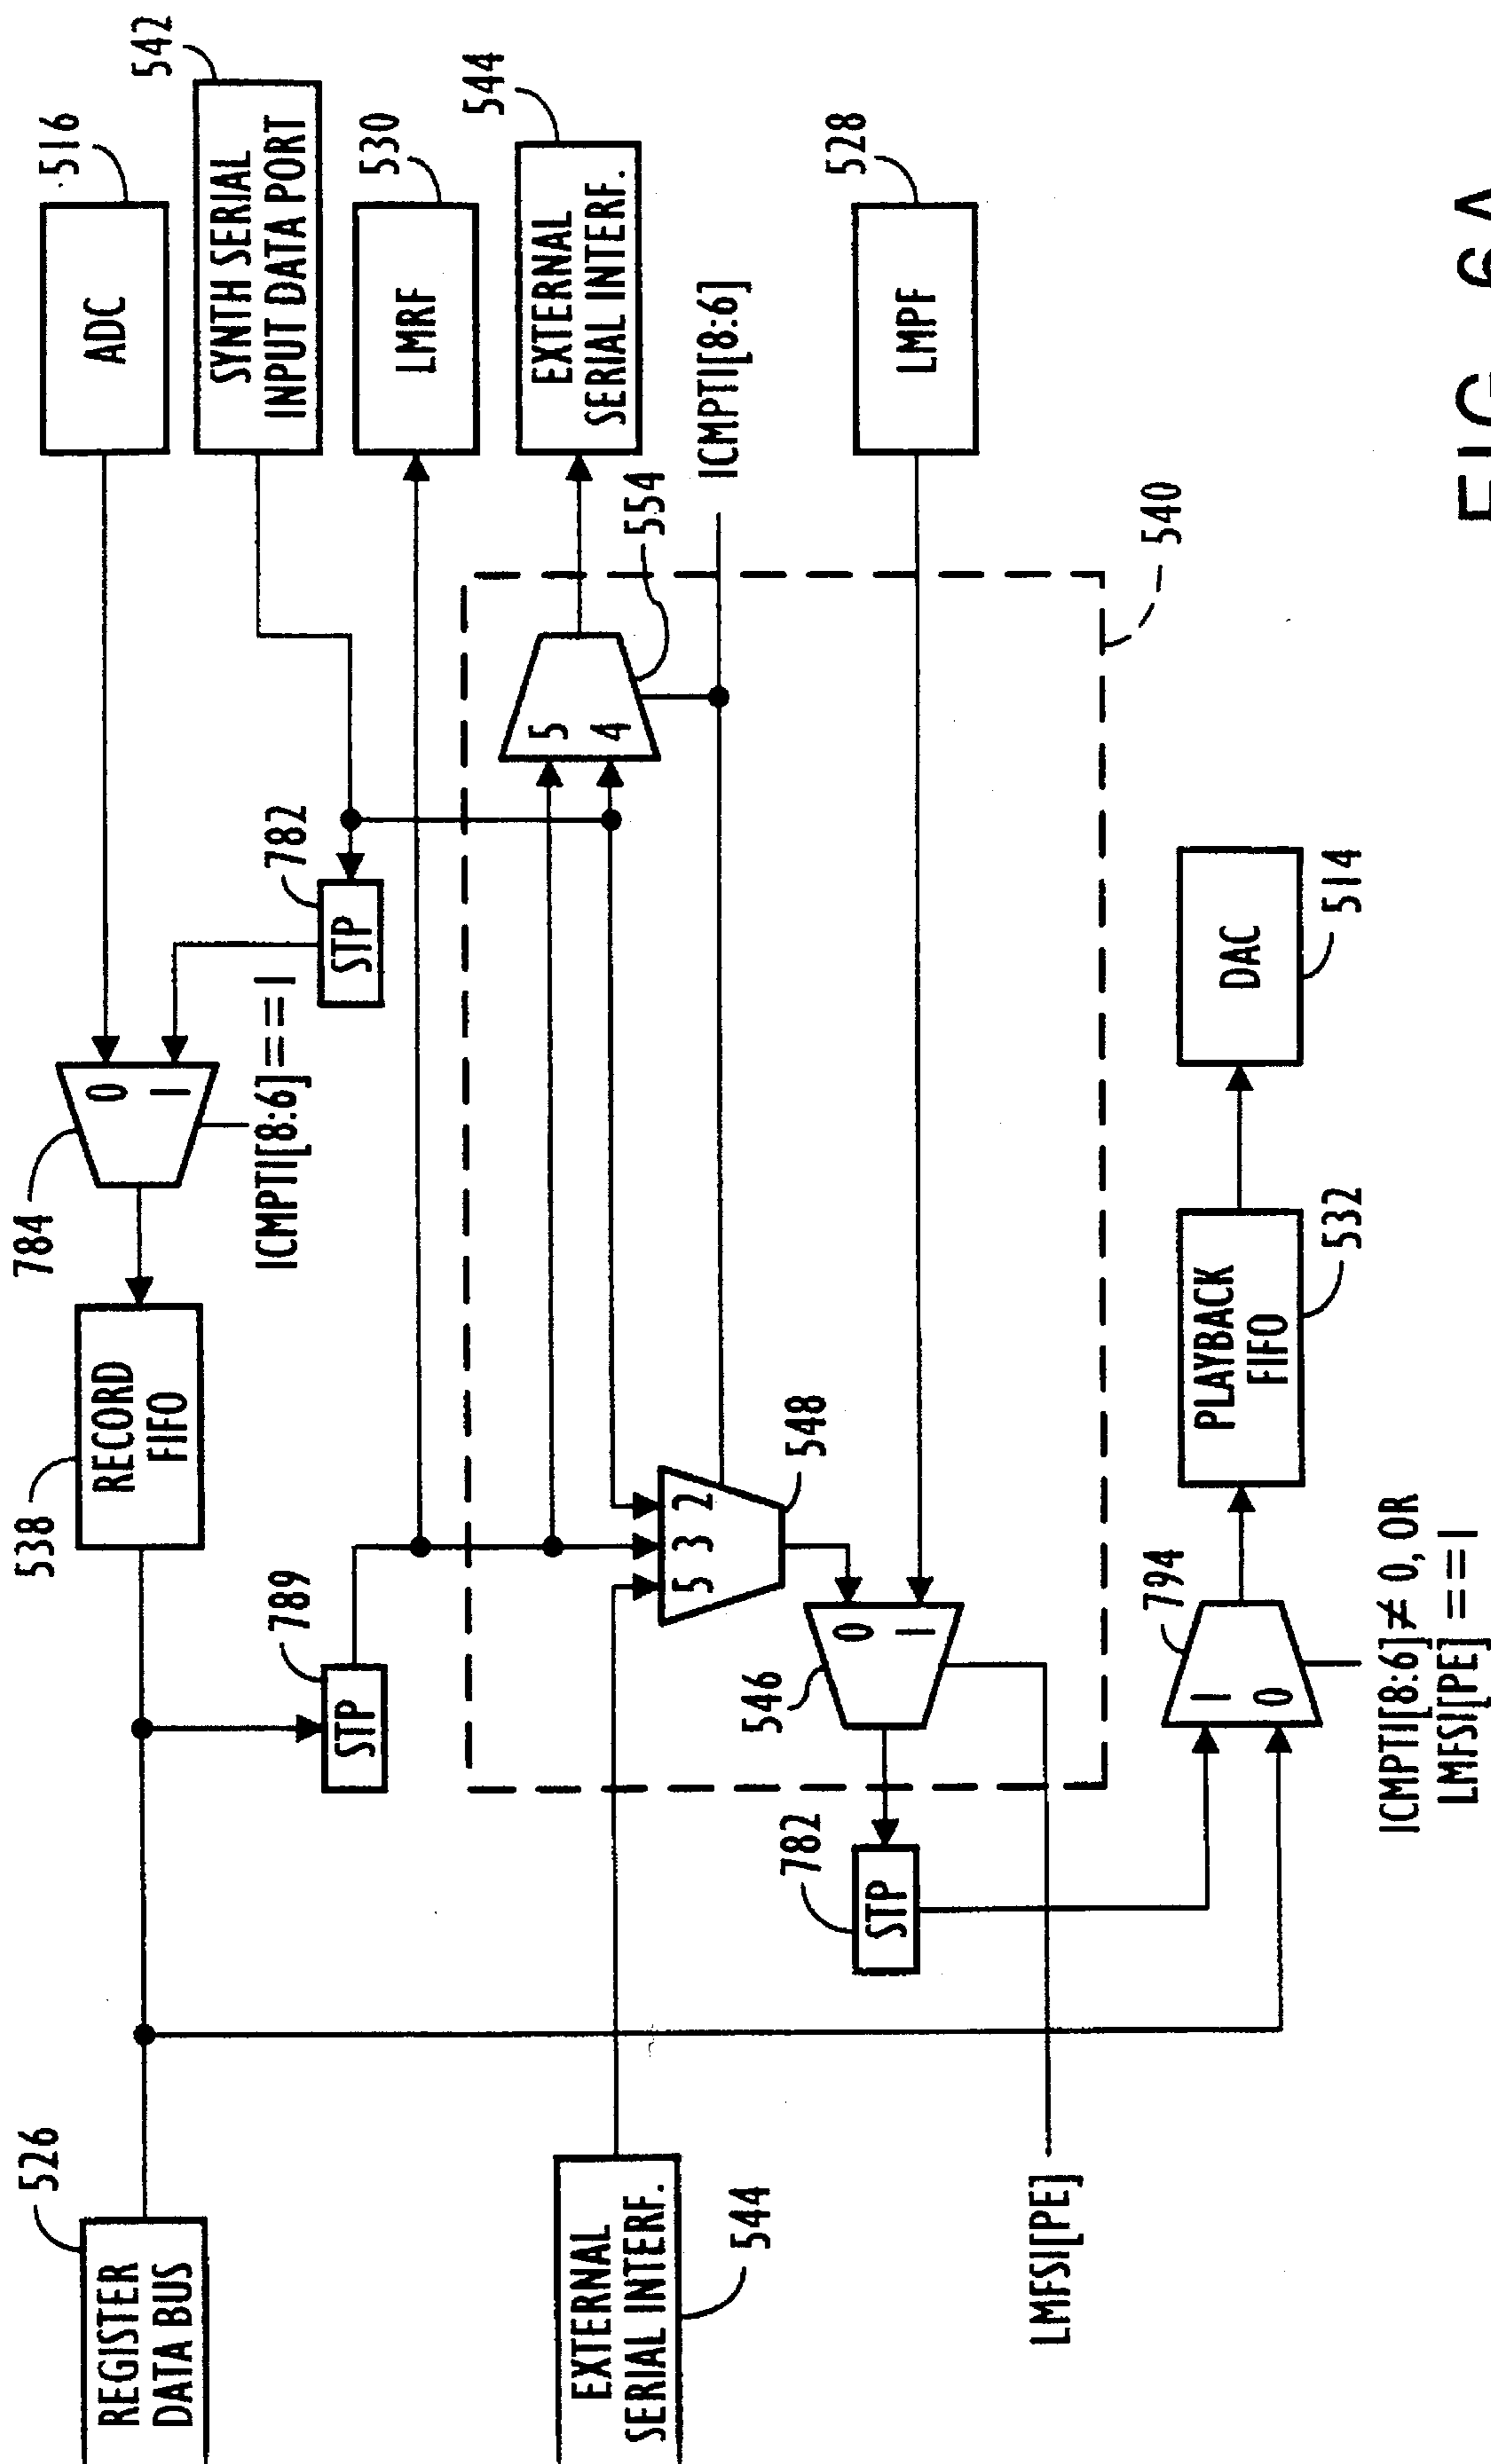 526
REGISTER
DATA BUS
538
RECORD
FIFO
784
0
1
ICMPTI[8:6]===1
ADC
516
782
STP
SYNTH SERIAL
INPUT DATA PORT
542
789
STP
LMRF
530
5
4
554
EXTERNAL
SERIAL INTERF.
544
EXTERNAL
SERIAL INTERF.
544
5 3 2
548
ICMPTI[8:6]
546
0
1
LMPF
528
782
STP
540
LMFSI[PE]
794
1
0
PLAYBACK
FIFO
532
DAC
514
ICMPTI[8:6]≠0, OR
LMFSI[PE]===1
FIG. 6A